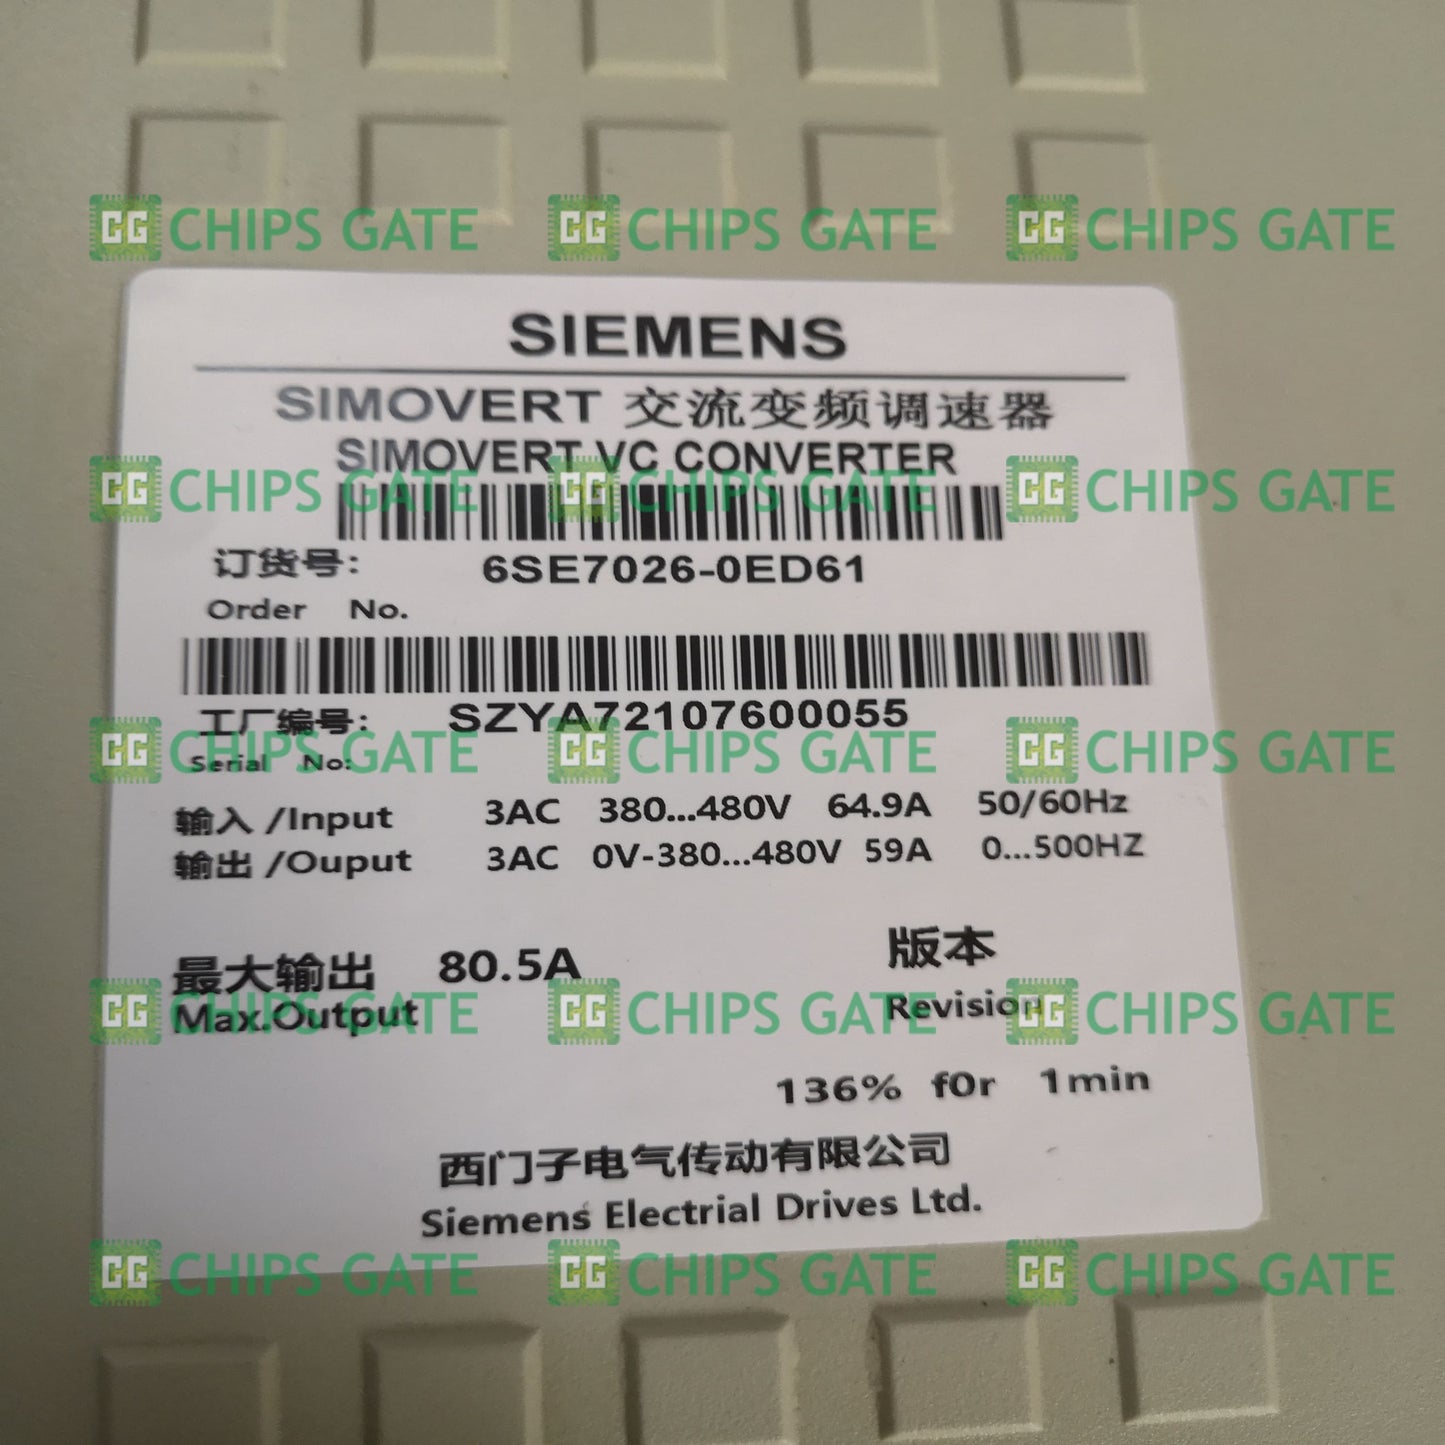 CG CHIPS GATE CG CHIPS GATE CG CHIPS GATE
SIEMENS
SIMOVERT 交流变频调速器
SIMOVERT VC CONVERTER
CG CHIPS GATE CG CHIPS GATE CG CHIPS GATE
订货号: 6SE7026-0ED61
Order No.
工厂编号: SZYA72107600055
CG CHIPS GATE CG CHIPS GATE CG CHIPS GATE
Serial No:
输入 /Input 3AC 380...480V 64.9A 50/60Hz
输出 /Ouput 3AC 0V-380...480V 59A 0...500HZ
最大输出 80.5A 版本
Max.Output Revision
CG CHIPS GATE CG CHIPS GATE CG CHIPS GATE
136% f0r 1min
西门子电气传动有限公司
Siemens Electrial Drives Ltd.
CG CHIPS GATE CG CHIPS GATE CG CHIPS GATE